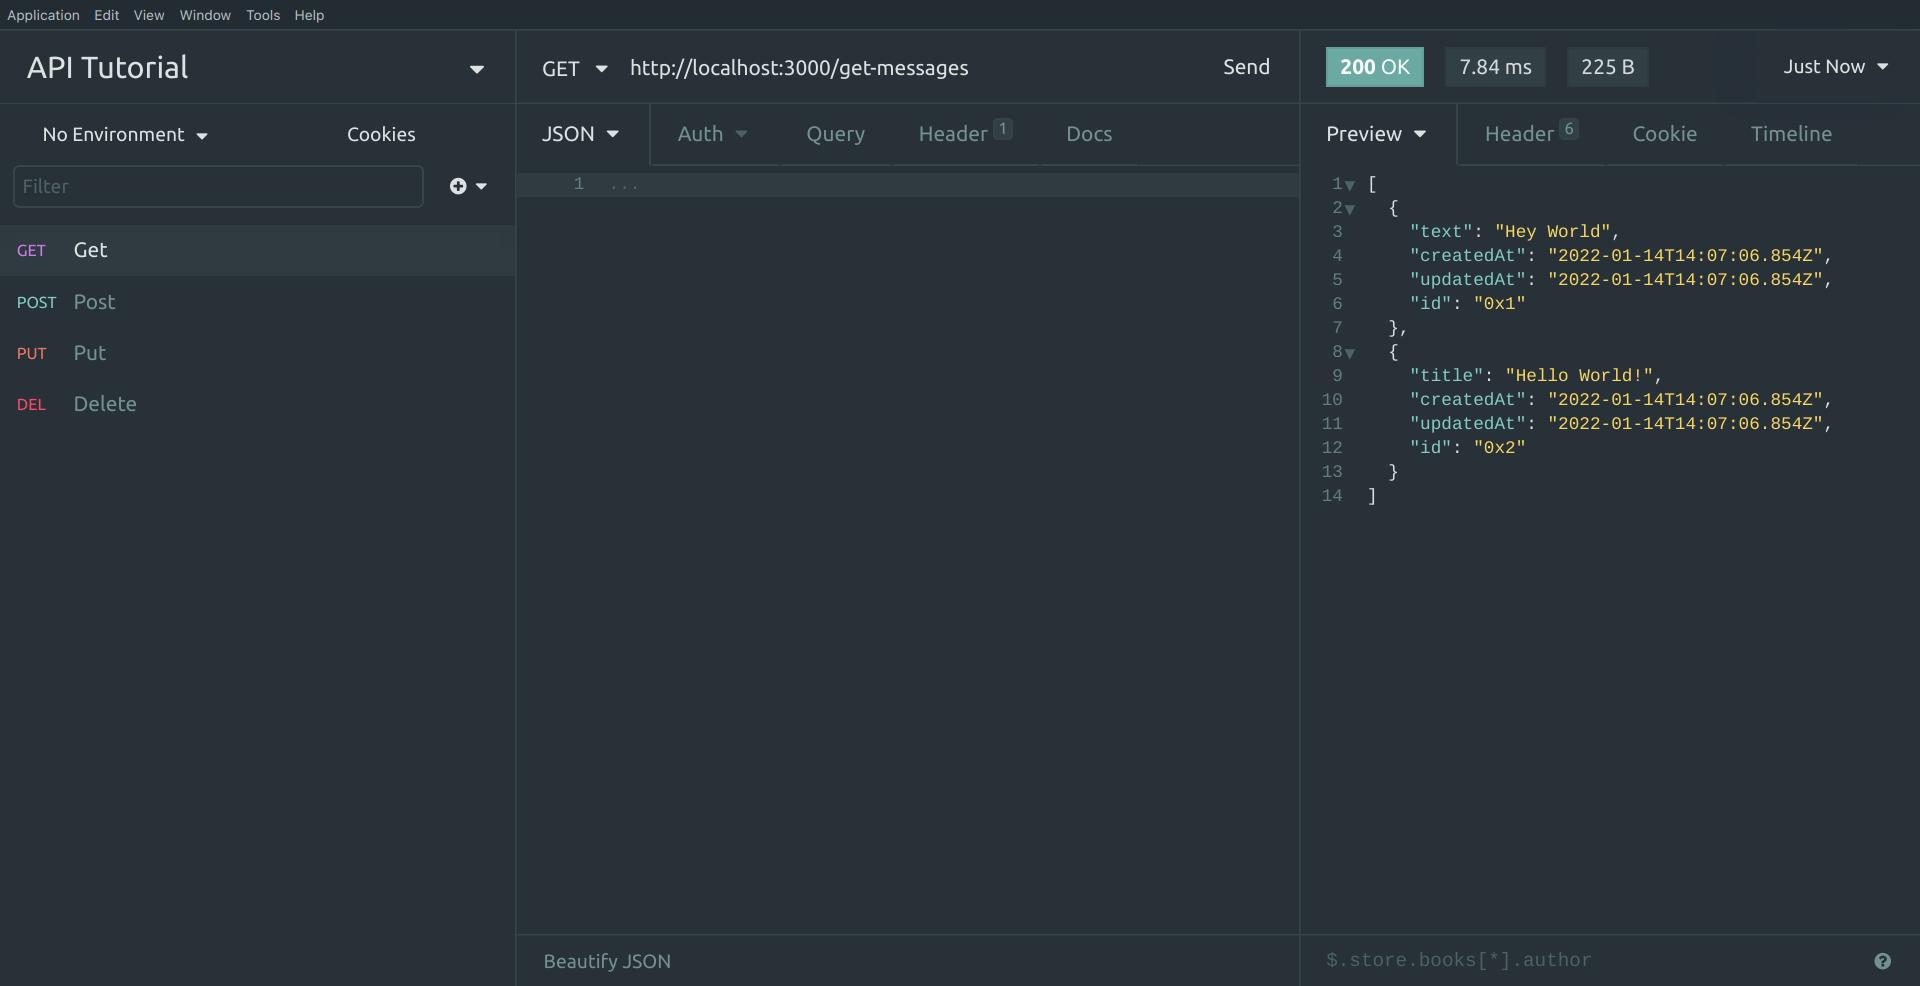 Application Edit View Window Tools Help
API Tutorial
No Environment Cookies
Filter
GET Get
POST Post
PUT Put
DEL Delete
GET http://localhost:3000/get-messages Send
JSON Auth Query Header 1 Docs
1 ...
Beautify JSON
200 OK 7.84 ms 225 B Just Now
Preview Header 6 Cookie Timeline
1 [
2 {
3 "text": "Hey World",
4 "createdAt": "2022-01-14T14:07:06.854Z",
5 "updatedAt": "2022-01-14T14:07:06.854Z",
6 "id": "0x1"
7 },
8 {
9 "title": "Hello World!",
10 "createdAt": "2022-01-14T14:07:06.854Z",
11 "updatedAt": "2022-01-14T14:07:06.854Z",
12 "id": "0x2"
13 }
14 ]
$.store.books[*].author ?